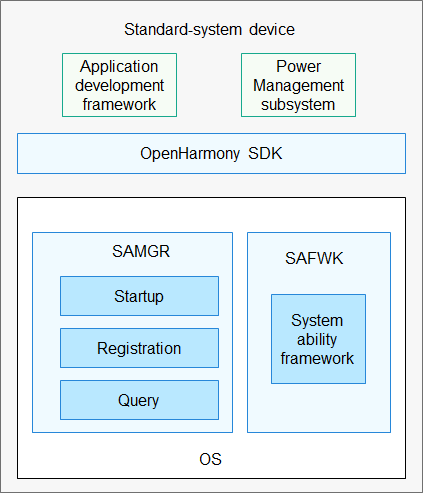 Standard-system device
Application
development
framework
Power
Management
subsystem
OpenHarmony SDK
SAMGR
Startup
Registration
Query
SAFWK
System
ability
framework
OS